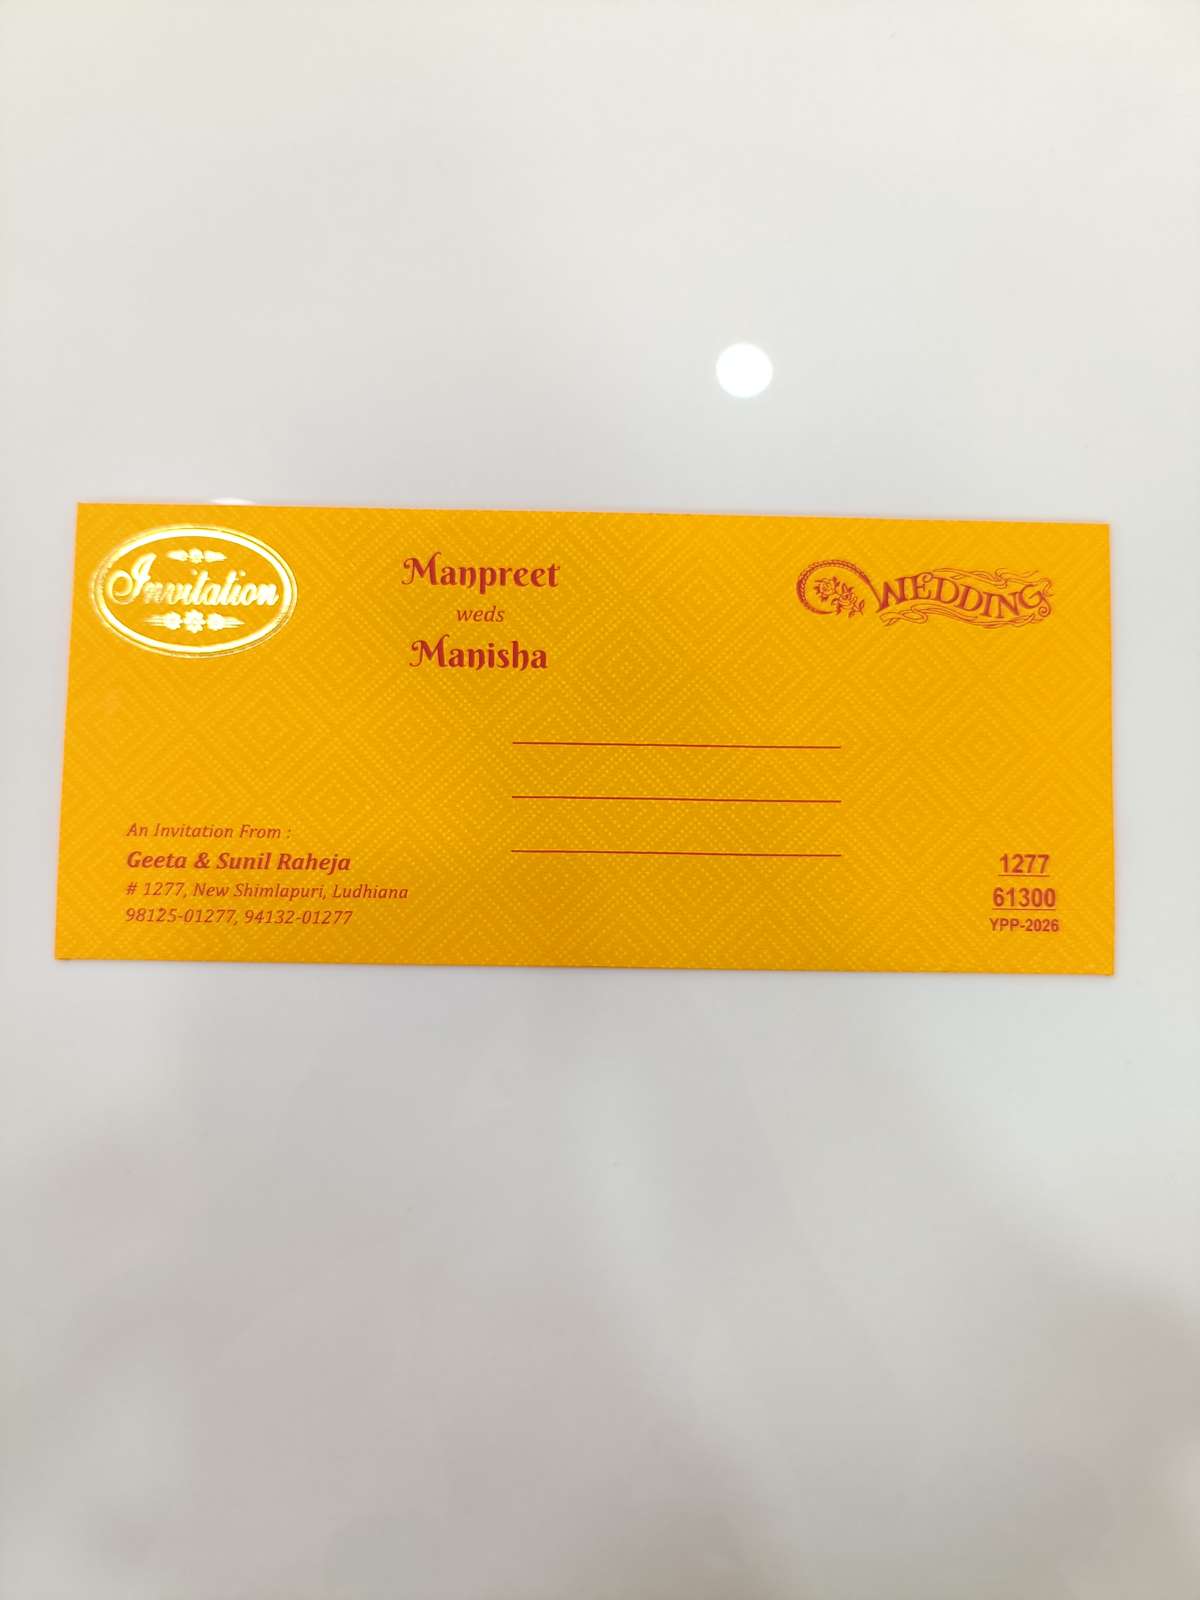 Invitation
Manpreet
weds
Manisha
WEDDING
An Invitation From :
Geeta & Sunil Raheja
# 1277, New Shimlapuri, Ludhiana
98125-01277, 94132-01277
1277
61300
YPP-2026